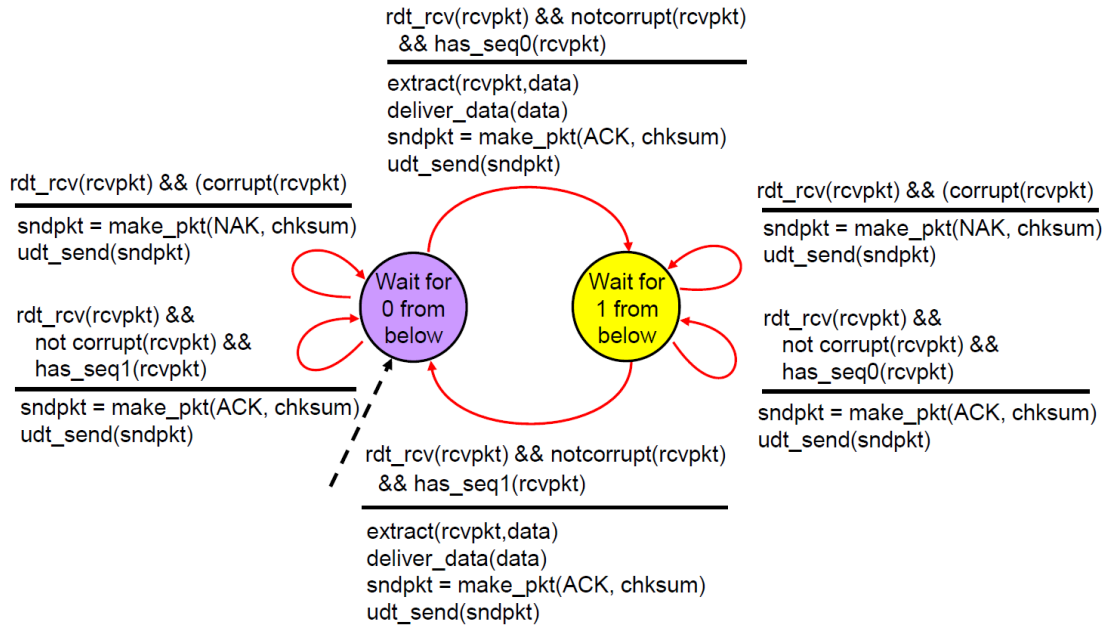 rdt_rcv(rcvpkt) && notcorrupt(rcvpkt)
&& has_seq0(rcvpkt)
extract(rcvpkt,data)
deliver_data(data)
sndpkt = make_pkt(ACK, chksum)
udt_send(sndpkt)
rdt_rcv(rcvpkt) && (corrupt(rcvpkt)
sndpkt = make_pkt(NAK, chksum)
udt_send(sndpkt)
rdt_rcv(rcvpkt) &&
not corrupt(rcvpkt) &&
has_seq1(rcvpkt)
sndpkt = make_pkt(ACK, chksum)
udt_send(sndpkt)
Wait for
0 from
below
Wait for
1 from
below
rdt_rcv(rcvpkt) && (corrupt(rcvpkt)
sndpkt = make_pkt(NAK, chksum)
udt_send(sndpkt)
rdt_rcv(rcvpkt) &&
not corrupt(rcvpkt) &&
has_seq0(rcvpkt)
sndpkt = make_pkt(ACK, chksum)
udt_send(sndpkt)
rdt_rcv(rcvpkt) && notcorrupt(rcvpkt)
&& has_seq1(rcvpkt)
extract(rcvpkt,data)
deliver_data(data)
sndpkt = make_pkt(ACK, chksum)
udt_send(sndpkt)